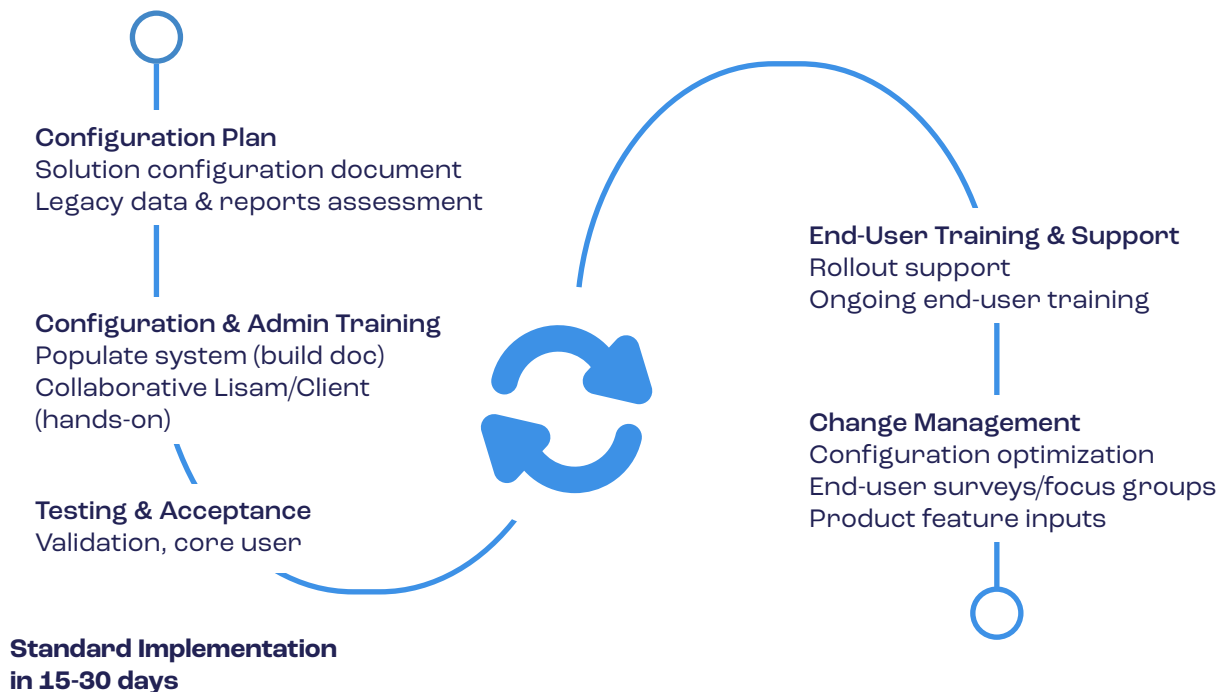 Configuration Plan
Solution configuration document
Legacy data & reports assessment
Configuration & Admin Training
Populate system (build doc)
Collaborative Lisam/Client
(hands-on)
Testing & Acceptance
Validation, core user
Standard Implementation
in 15-30 days
End-User Training & Support
Rollout support
Ongoing end-user training
Change Management
Configuration optimization
End-user surveys/focus groups
Product feature inputs